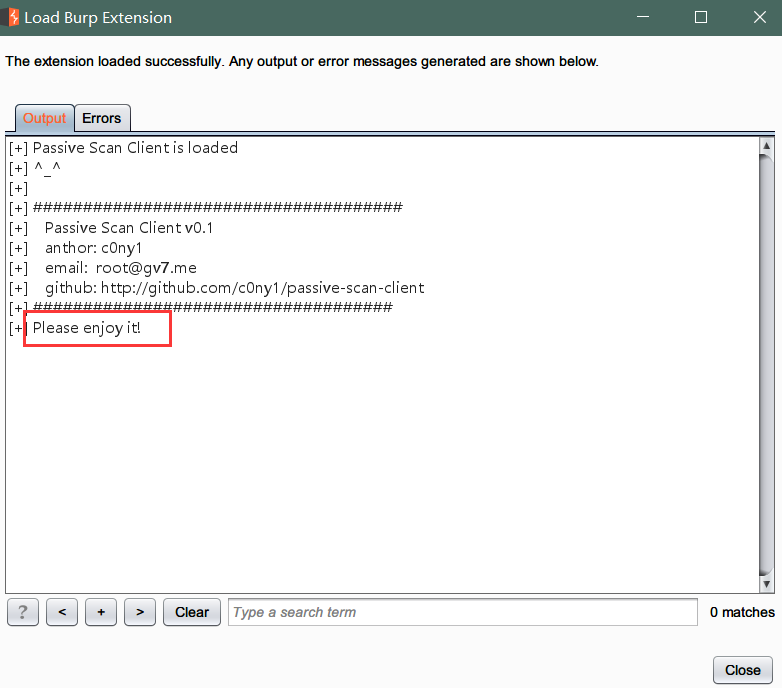 Load Burp Extension
The extension loaded successfully. Any output or error messages generated are shown below.
Output
Errors
[+] Passive Scan Client is loaded
[+] ^_^
[+]
[+] #####################################
[+] Passive Scan Client v0.1
[+] anthor: c0ny1
[+] email: root@gv7.me
[+] github: http://github.com/c0ny1/passive-scan-client
[+] ####################################
[+] Please enjoy it!
? < + > Clear Type a search term 0 matches
Close